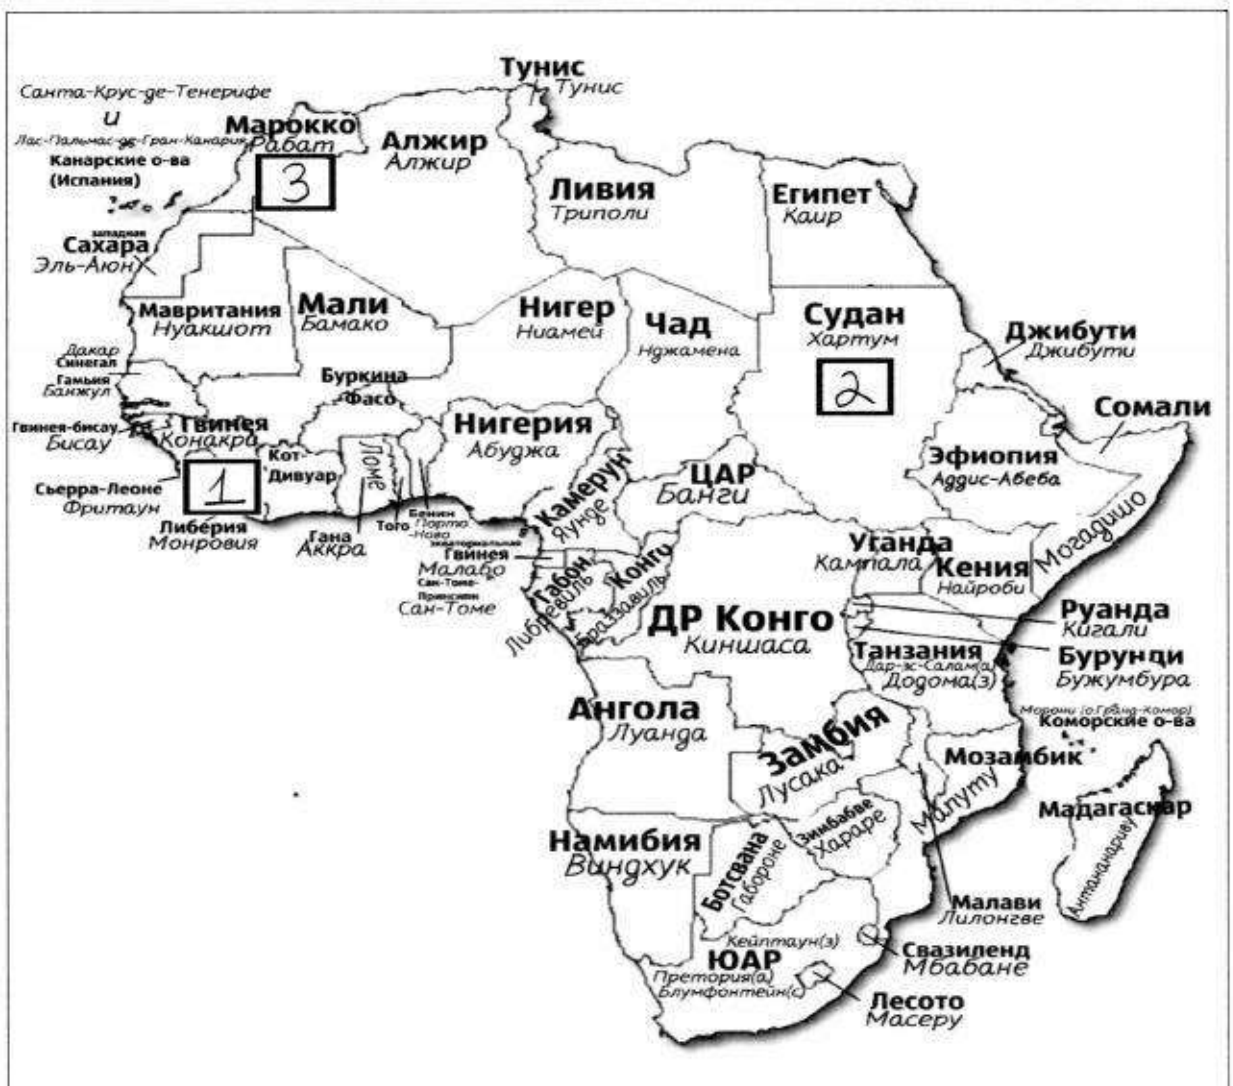 Тунис
Тунис
Санта-Крус-де-Тенерифе
и
Лас-Пальмас-де-Гран-Канария
Канарские о-ва
(Испания)
Марокко
Рабат
3
Алжир
Алжир
Ливия
Триполи
Египет
Каир
западная
Сахара
Эль-Аюн
Мавритания
Нуакшот
Мали
Бамако
Нигер
Ниамей
Чад
Нджамена
Судан
Хартум
2
Джибути
Джибути
Дакар
Синегал
Гамьия
Банжул
Буркина
Фасо
Гвинея-бисау
Бисау
Гвинея
Конакра
Нигерия
Абуджа
Сомали
Могадишо
Кот-
Дивуар
Ломе
1
Сьерра-Леоне
Фритаун
Либерия
Монровия
Гана
Аккра
Того
Бенин
Порто
-Ново
Камерун
Яунде
ЦАР
Банги
Эфиопия
Аддис-Абеба
экваториальная
Гвинея
Малабо
Сан-Томе-
Принсипи
Сан-Томе
Габон
Либревиль
Конго
Браззавиль
ДР Конго
Киншаса
Уганда
Кампала
Кения
Найроби
Руанда
Кигали
Бурунди
Бужумбура
Танзания
Дар-эс-Салам(а)
Додома(з)
Морони (о.Гранд-Комор)
Коморские о-ва
Ангола
Луанда
Замбия
Лусака
Мозамбик
Мапуту
Мадагаскар
Антананариву
Намибия
Виндхук
Ботсвана
Габороне
Зимбабве
Хараре
Малави
Лилонгве
Кейптаун(з)
ЮАР
Претория(а)
Блумфонтейн(с)
Свазиленд
Мбабане
Лесото
Масеру